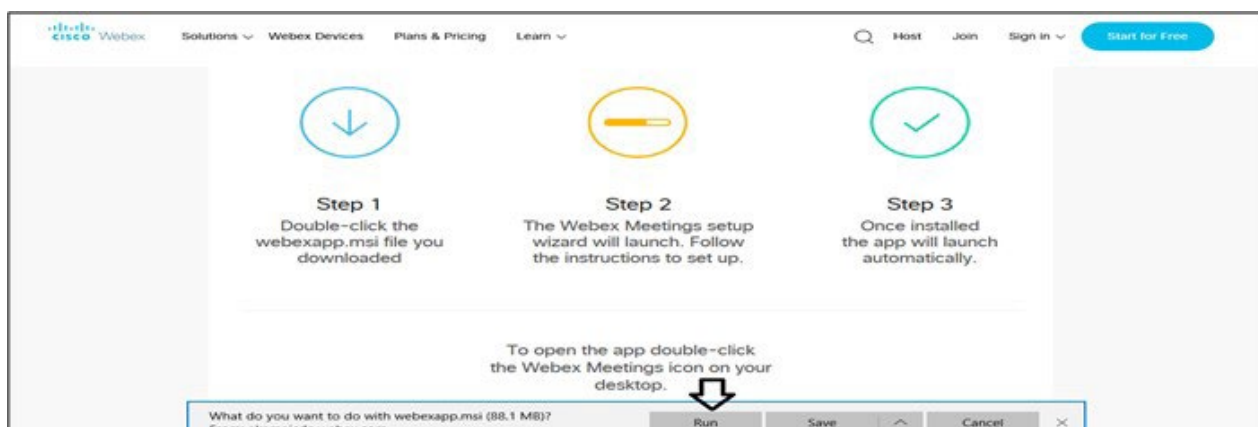 CISCO Webex Solutions Webex Devices Plans & Pricing Learn Host Join Sign in Start for Free
Step 1
Double-click the
webexapp.msi file you
downloaded
Step 2
The Webex Meetings setup
wizard will launch. Follow
the instructions to set up.
Step 3
Once installed
the app will launch
automatically.
To open the app double-click
the Webex Meetings icon on your
desktop.
What do you want to do with webexapp.msi (88.1 MB)?
Run Save Cancel